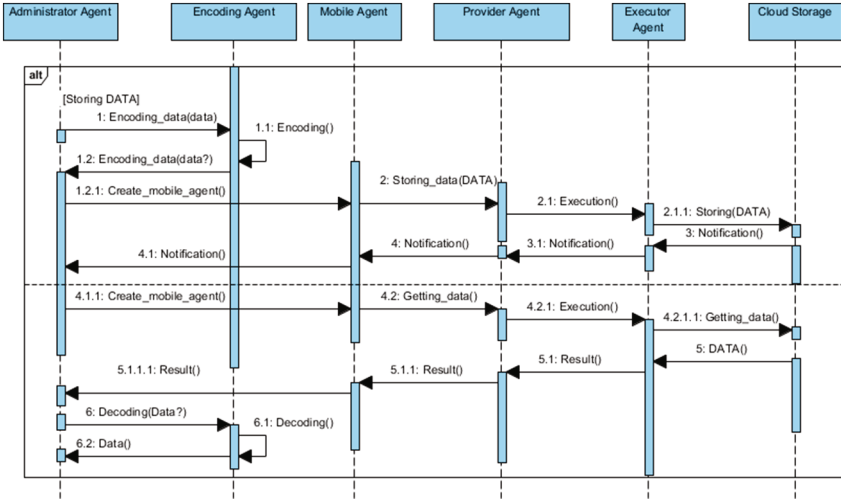 Administrator Agent
Encoding Agent
Mobile Agent
Provider Agent
Executor
Agent
Cloud Storage
alt
[Storing DATA]
1: Encoding_data(data)
1.1: Encoding()
1.2: Encoding_data(data?)
1.2.1: Create_mobile_agent()
2: Storing_data(DATA)
2.1: Execution()
2.1.1: Storing(DATA)
3: Notification()
3.1: Notification()
4: Notification()
4.1: Notification()
4.1.1: Create_mobile_agent()
4.2: Getting_data()
4.2.1: Execution()
4.2.1.1: Getting_data()
5: DATA()
5.1: Result()
5.1.1: Result()
5.1.1.1: Result()
6: Decoding(Data?)
6.1: Decoding()
6.2: Data()